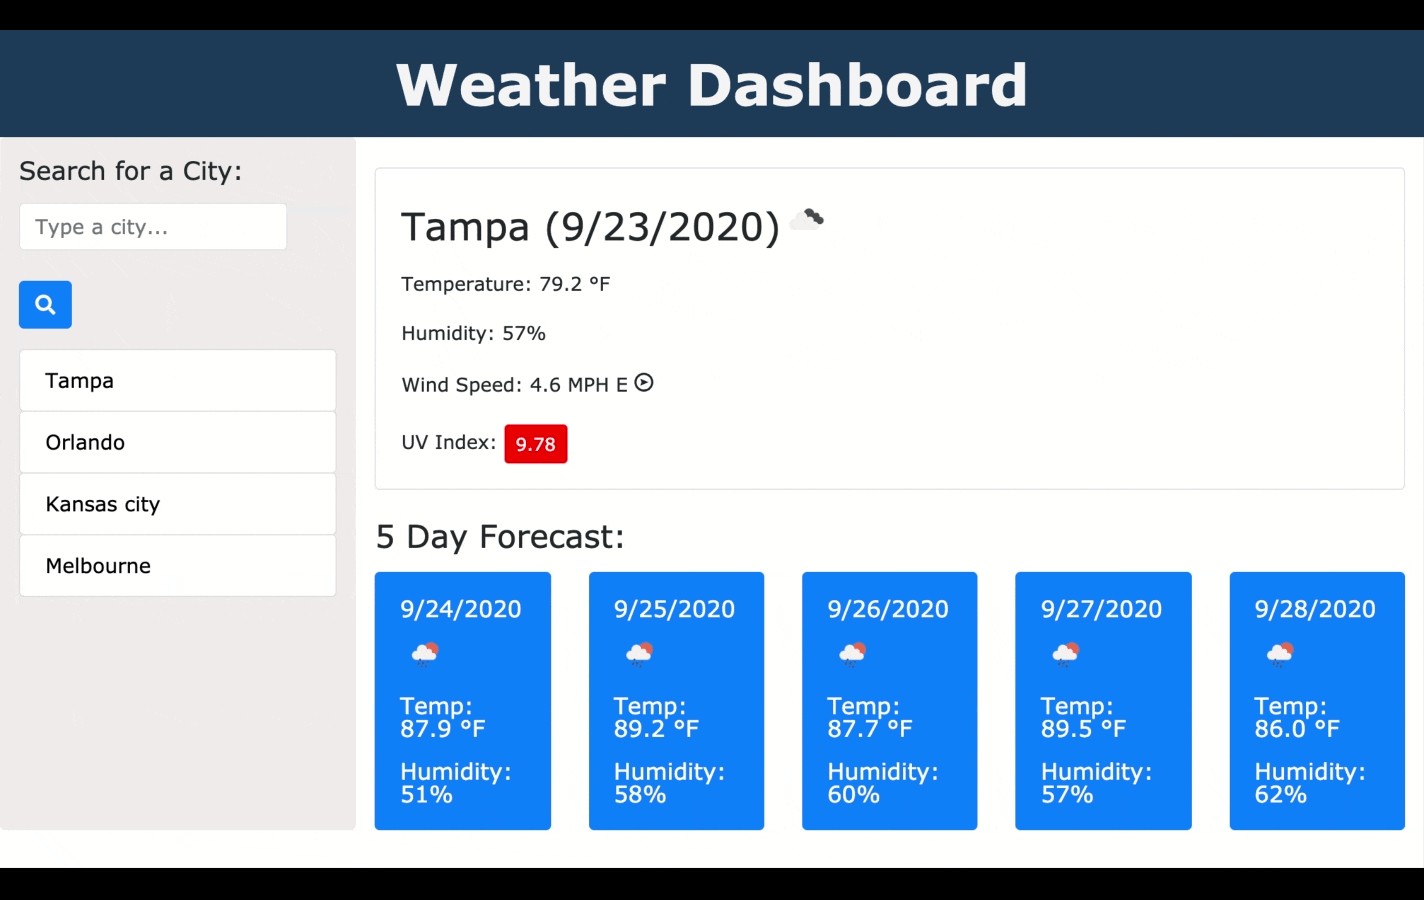 Weather Dashboard
Search for a City:
Type a city...
Tampa
Orlando
Kansas city
Melbourne
Tampa (9/23/2020)
Temperature: 79.2 °F
Humidity: 57%
Wind Speed: 4.6 MPH E
UV Index: 9.78
5 Day Forecast:
9/24/2020
Temp:
87.9 °F
Humidity:
51%
9/25/2020
Temp:
89.2 °F
Humidity:
58%
9/26/2020
Temp:
87.7 °F
Humidity:
60%
9/27/2020
Temp:
89.5 °F
Humidity:
57%
9/28/2020
Temp:
86.0 °F
Humidity:
62%